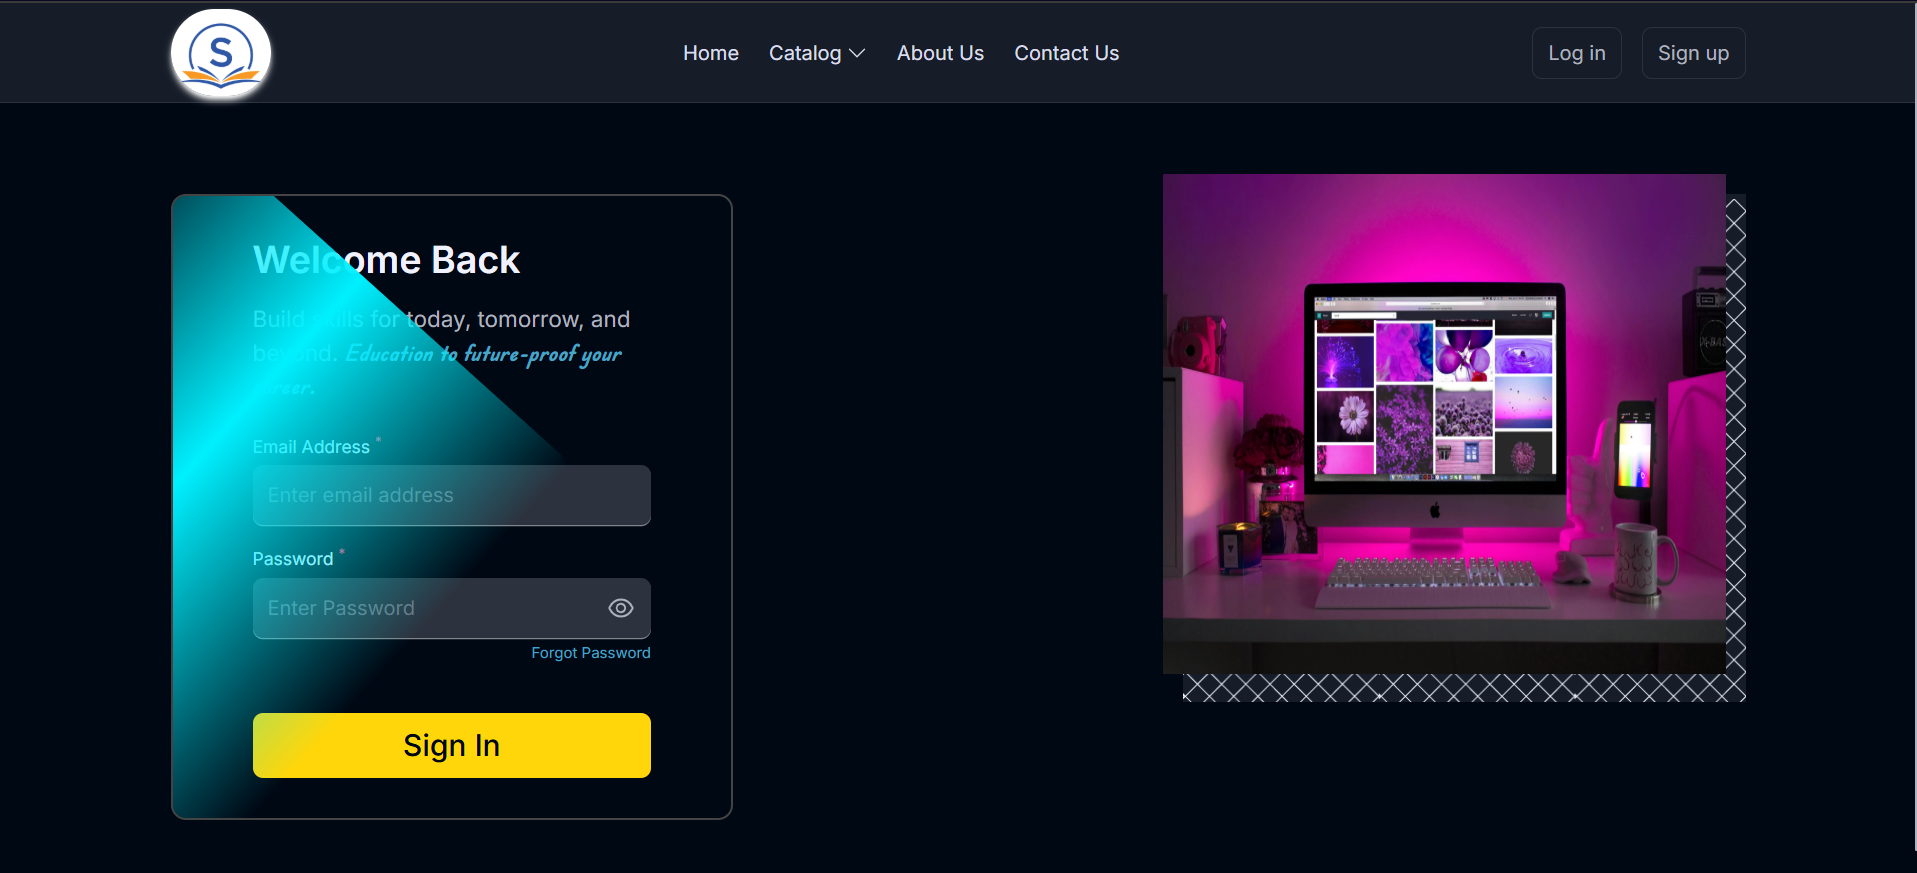 S
Home Catalog About Us Contact Us Log in Sign up
Welcome Back
Build skills for today, tomorrow, and
beyond. Education to future-proof your
career.
Email Address *
Enter email address
Password *
Enter Password
Forgot Password
Sign In